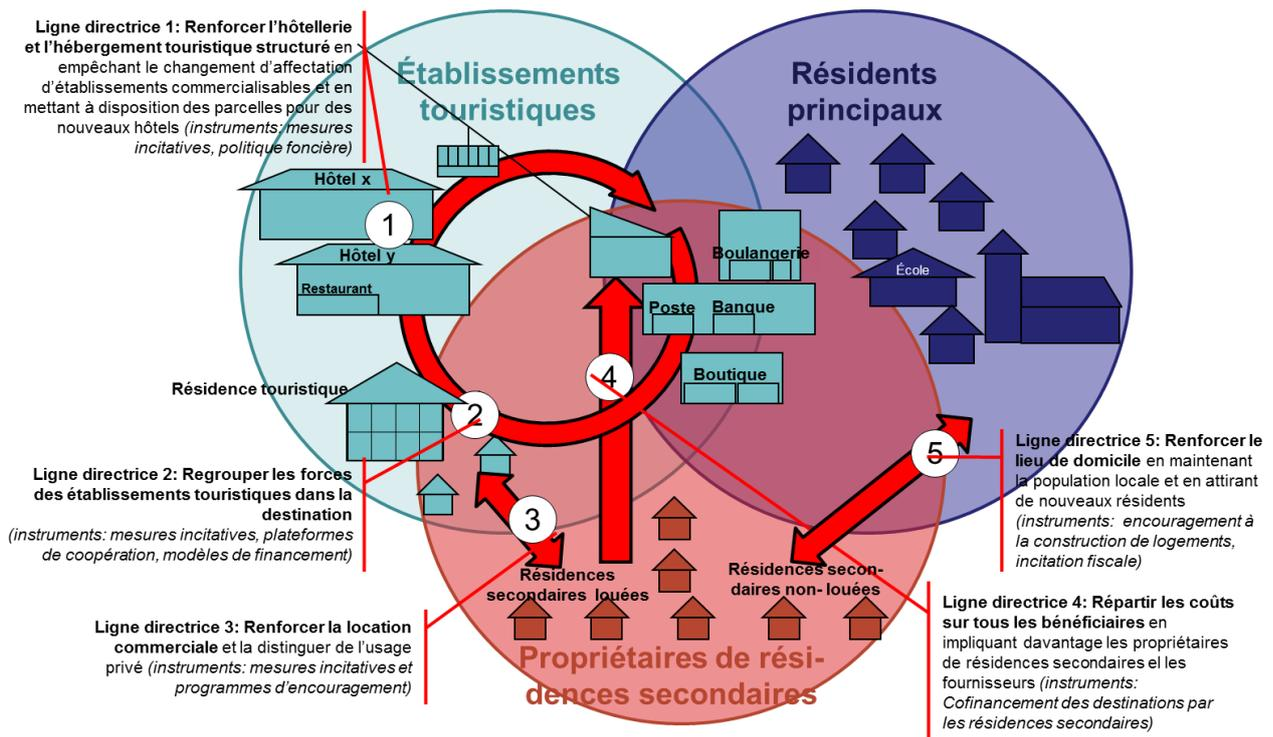 Ligne directrice 1: Renforcer l’hôtellerie
et l’hébergement touristique structuré en
empêchant le changement d’affectation
d’établissements commercialisables et en
mettant à disposition des parcelles pour des
nouveaux hôtels (instruments: mesures
incitatives, politique foncière)
Établissements
touristiques
Résidents
principaux
Hôtel x
1
Hôtel y
Restaurant
Boulangerie
École
Poste Banque
Boutique
4
Résidence touristique
2
5
3
Ligne directrice 2: Regrouper les forces
des établissements touristiques dans la
destination
(instruments: mesures incitatives, plateformes
de coopération, modèles de financement)
Ligne directrice 5: Renforcer le
lieu de domicile en maintenant
la population locale et en attirant
de nouveaux résidents
(instruments: encouragement à
la construction de logements,
incitation fiscale)
Résidences
secondaires louées
Résidences secon-
daires non- louées
Ligne directrice 3: Renforcer la location
commerciale et la distinguer de l’usage
privé (instruments: mesures incitatives et
programmes d’encouragement)
Propriétaires de rési-
dences secondaires
Ligne directrice 4: Répartir les coûts
sur tous les bénéficiaires en
impliquant davantage les propriétaires
de résidences secondaires el les
fournisseurs (instruments:
Cofinancement des destinations par
les résidences secondaires)